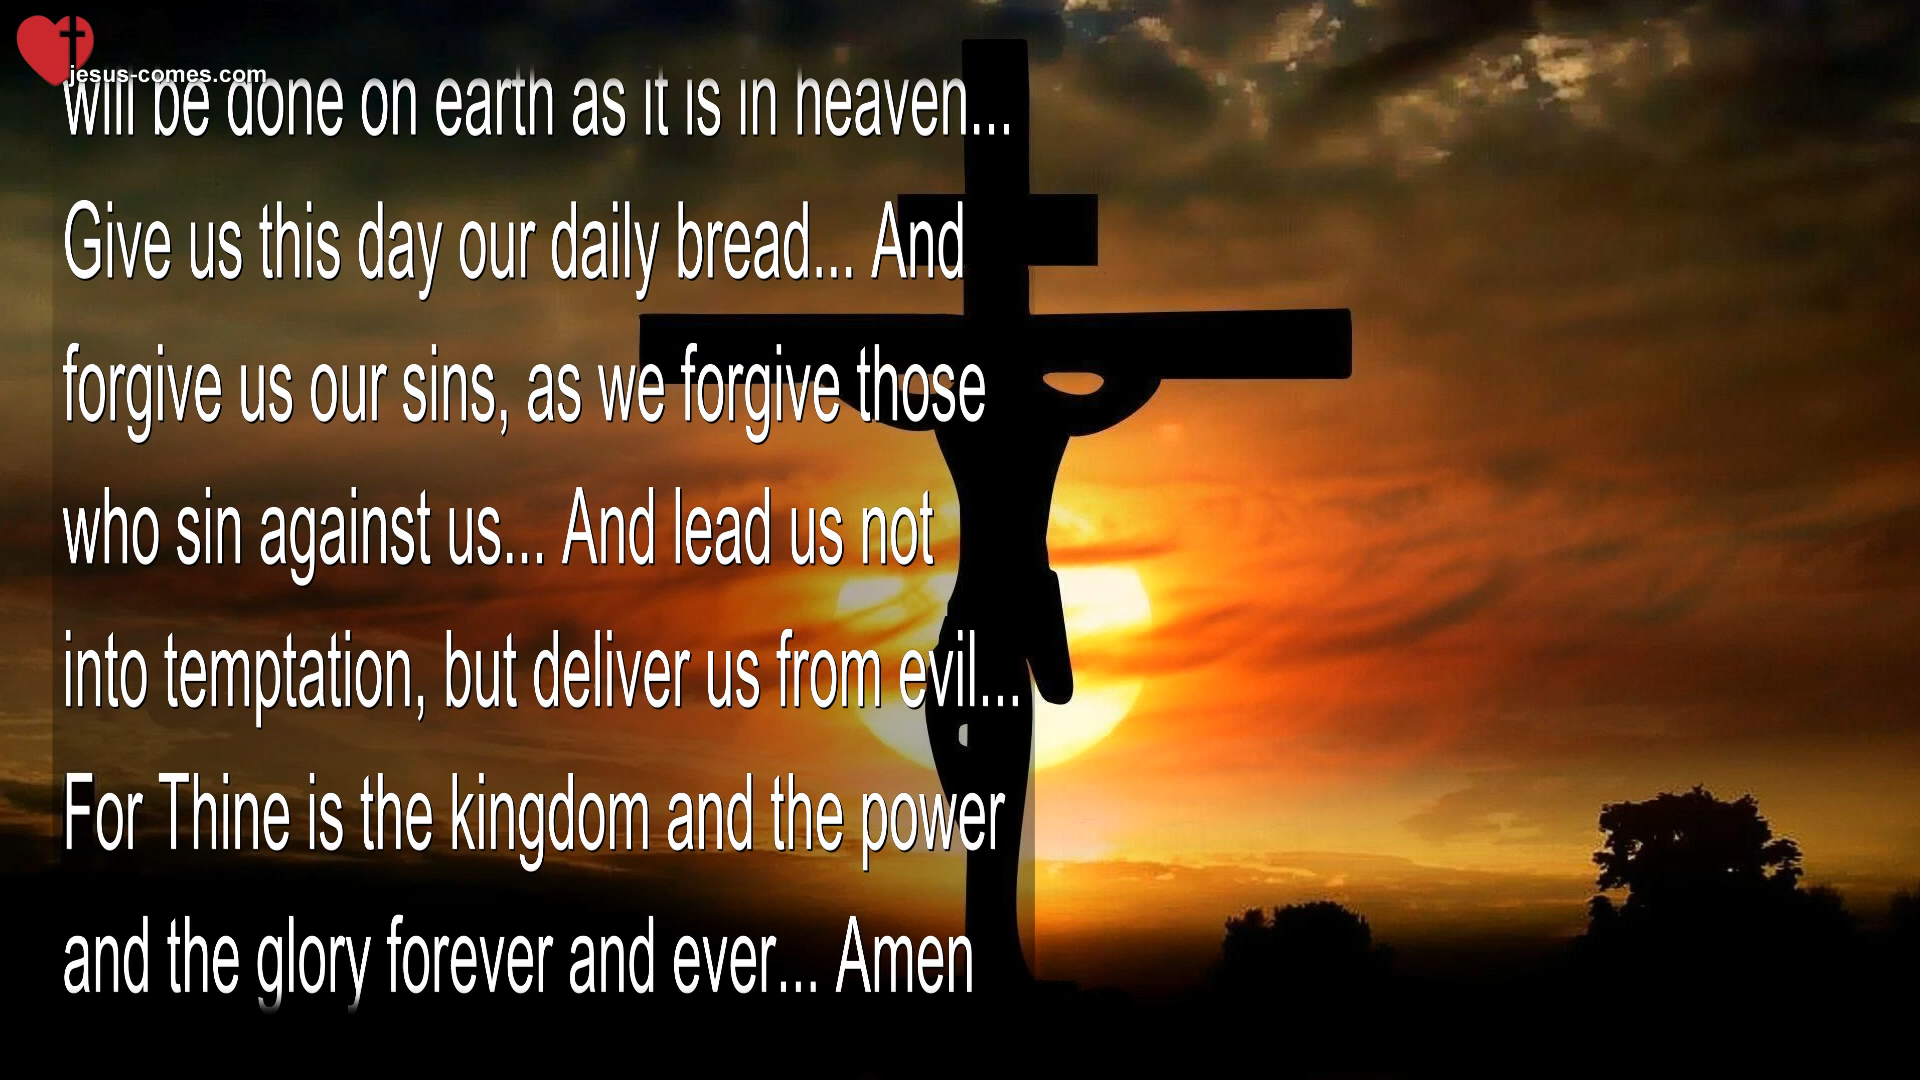 jesus-comes.com
will be done on earth as it is in heaven...
Give us this day our daily bread... And
forgive us our sins, as we forgive those
who sin against us... And lead us not
into temptation, but deliver us from evil...
For Thine is the kingdom and the power
and the glory forever and ever... Amen